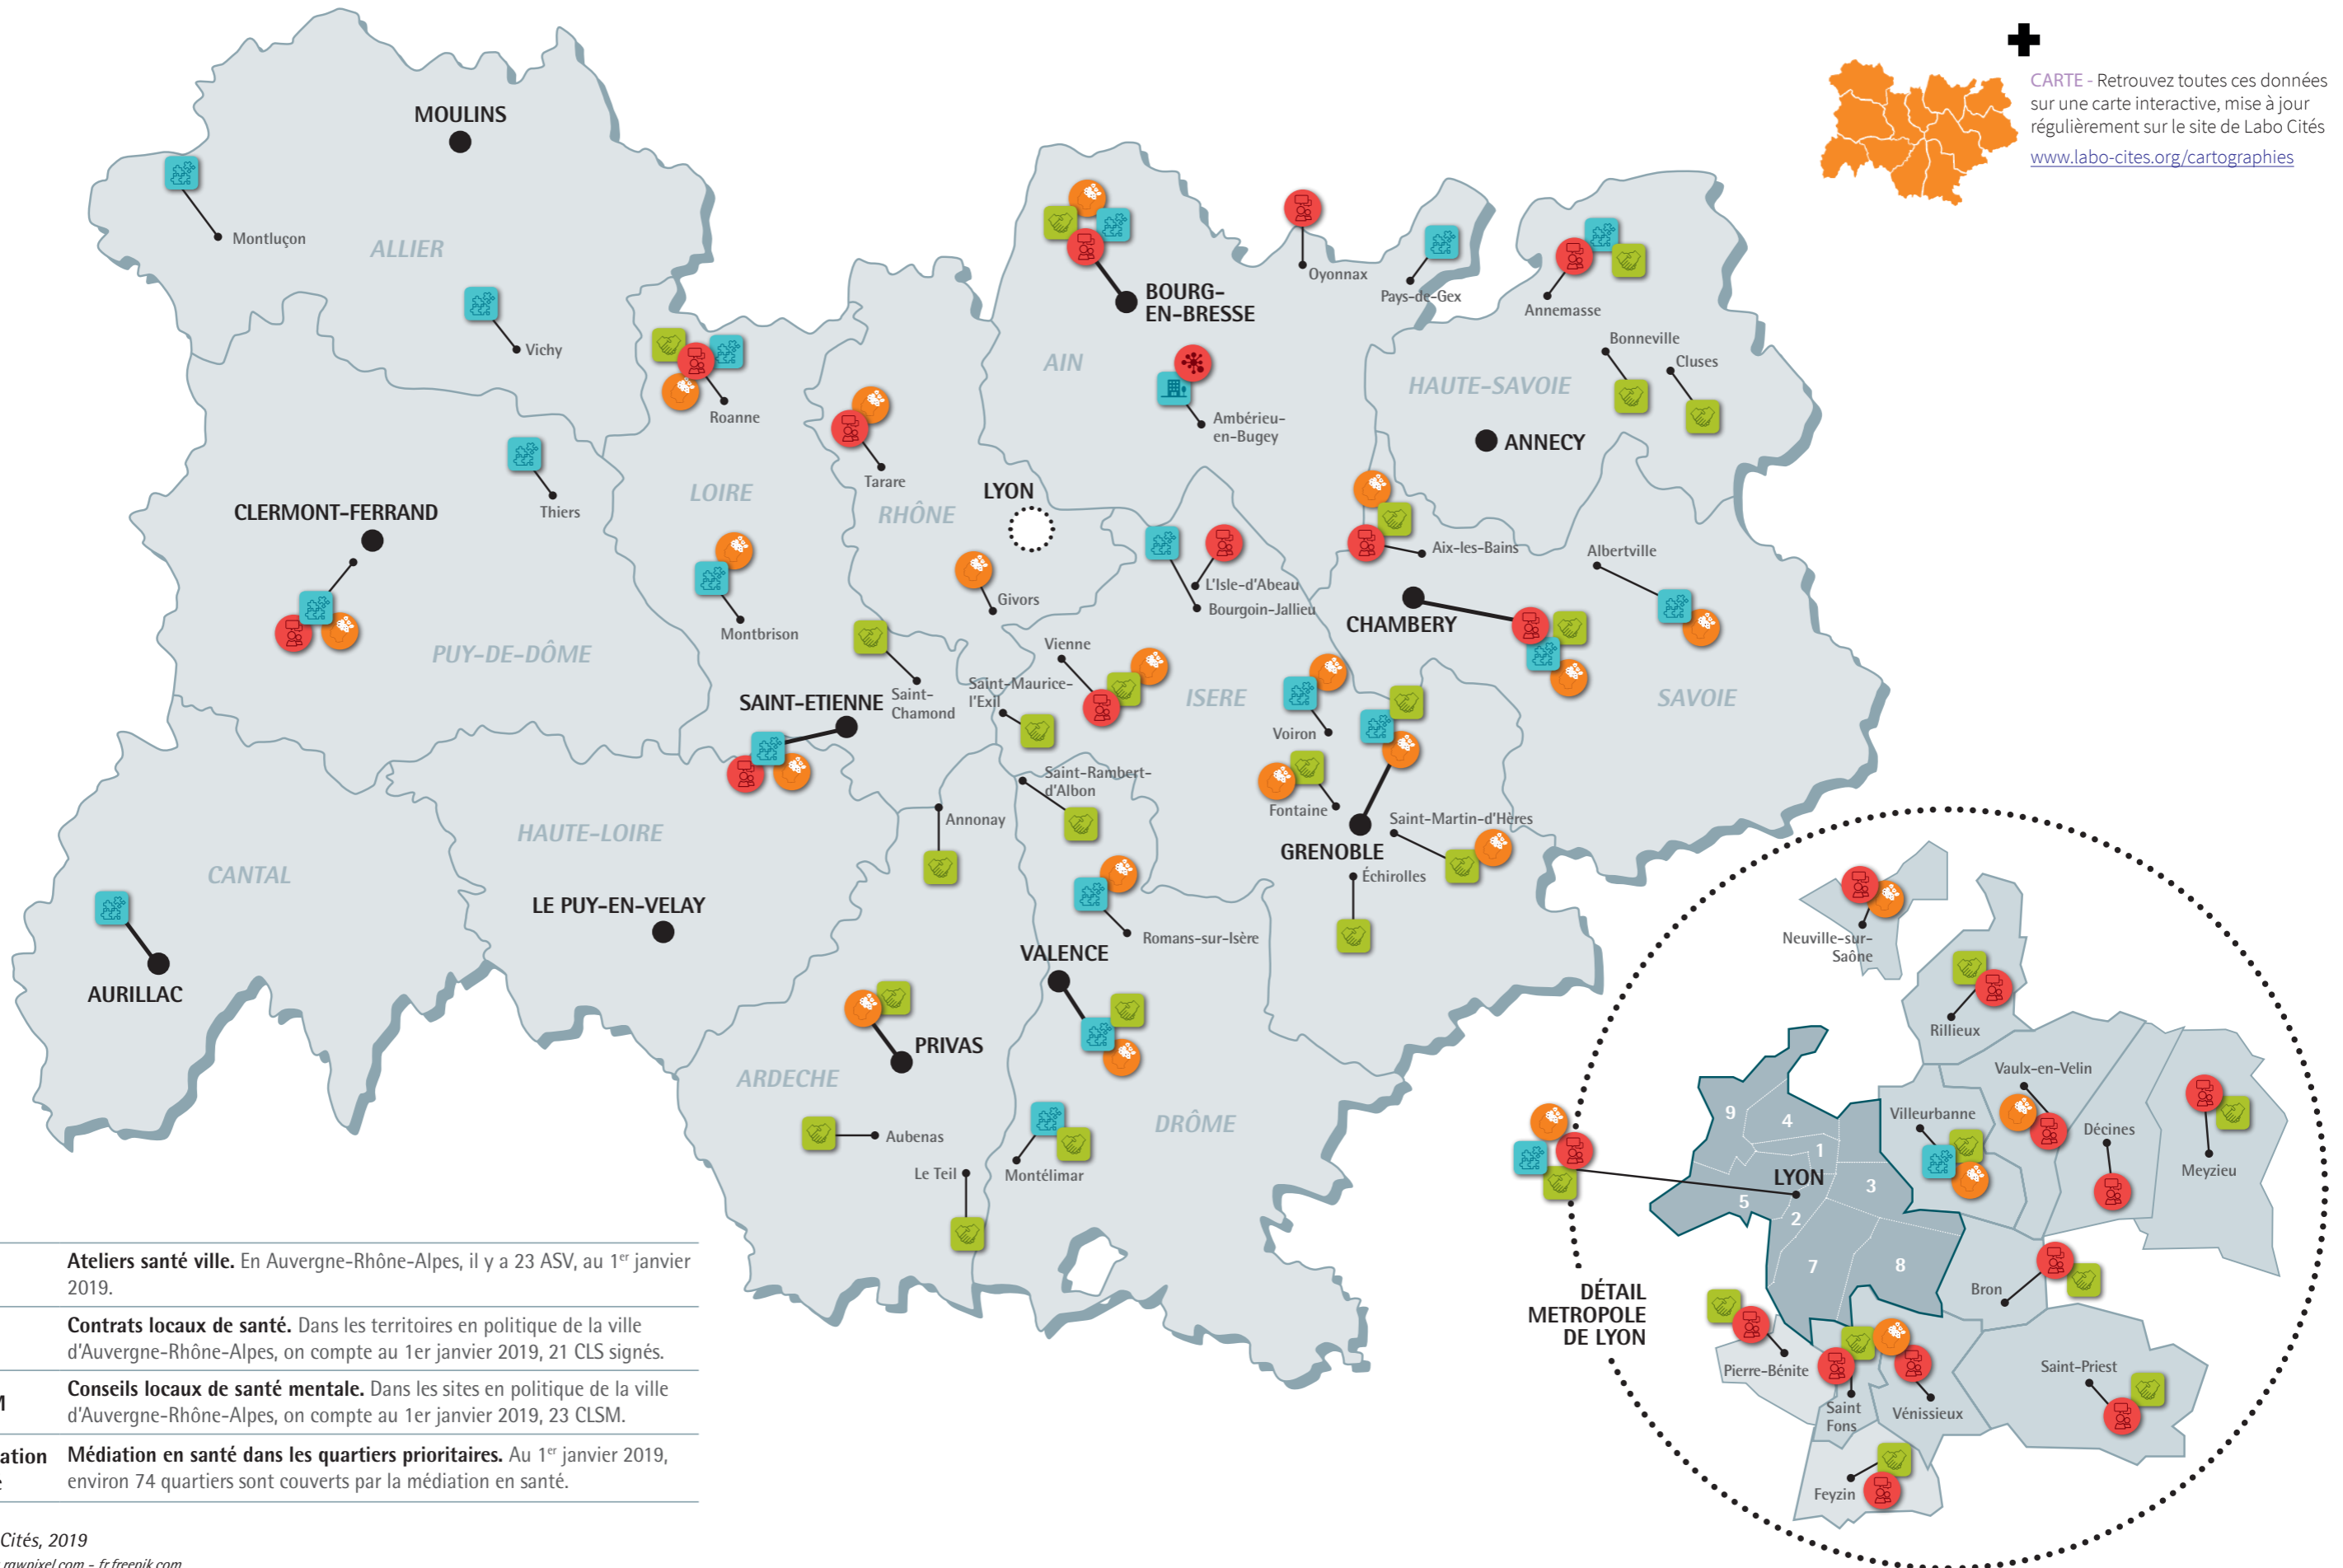 CARTE - Retrouvez toutes ces données
sur une carte interactive, mise à jour
régulièrement sur le site de Labo Cités
www.labo-cites.org/cartographies
MOULINS
Montluçon
ALLIER
Vichy
BOURG-
EN-BRESSE
Oyonnax
Pays-de-Gex
Annemasse
Bonneville
Cluses
AIN
HAUTE-SAVOIE
Ambérieu-
en-Bugey
ANNECY
Roanne
Tarare
LOIRE
RHÔNE
LYON
Thiers
CLERMONT-FERRAND
PUY-DE-DÔME
Montbrison
Givors
L'Isle-d'Abeau
Bourgoin-Jallieu
Aix-les-Bains
Albertville
CHAMBERY
SAVOIE
Vienne
Saint-Maurice-
l'Exil
ISERE
Voiron
Saint-
Chamond
SAINT-ETIENNE
Saint-Rambert-
d'Albon
Annonay
Fontaine
Saint-Martin-d'Hères
GRENOBLE
Échirolles
HAUTE-LOIRE
CANTAL
LE PUY-EN-VELAY
AURILLAC
Romans-sur-Isère
VALENCE
PRIVAS
ARDECHE
DRÔME
Aubenas
Le Teil
Montélimar
Neuville-sur-
Saône
Rillieux
Vaulx-en-Velin
Villeurbanne
Décines
Meyzieu
9
4
1
LYON
3
5
2
7
8
Bron
DÉTAIL
METROPOLE
DE LYON
Pierre-Bénite
Saint
Fons
Vénissieux
Saint-Priest
Feyzin
Ateliers santé ville. En Auvergne-Rhône-Alpes, il y a 23 ASV, au 1er janvier
2019.
Contrats locaux de santé. Dans les territoires en politique de la ville
d'Auvergne-Rhône-Alpes, on compte au 1er janvier 2019, 21 CLS signés.
Conseils locaux de santé mentale. Dans les sites en politique de la ville
d'Auvergne-Rhône-Alpes, on compte au 1er janvier 2019, 23 CLSM.
ation
Médiation en santé dans les quartiers prioritaires. Au 1er janvier 2019,
environ 74 quartiers sont couverts par la médiation en santé.
Cités, 2019
rawpixel.com - fr.freepik.com